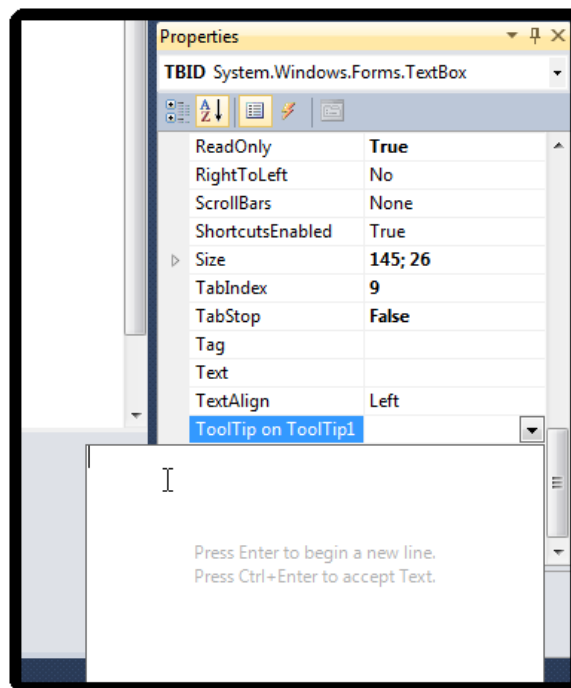 Properties
TBID System.Windows.Forms.TextBox
A
Z
ReadOnly True
RightToLeft No
ScrollBars None
ShortcutsEnabled True
Size 145; 26
TabIndex 9
TabStop False
Tag
Text
TextAlign Left
ToolTip on ToolTip1
Press Enter to begin a new line.
Press Ctrl+Enter to accept Text.